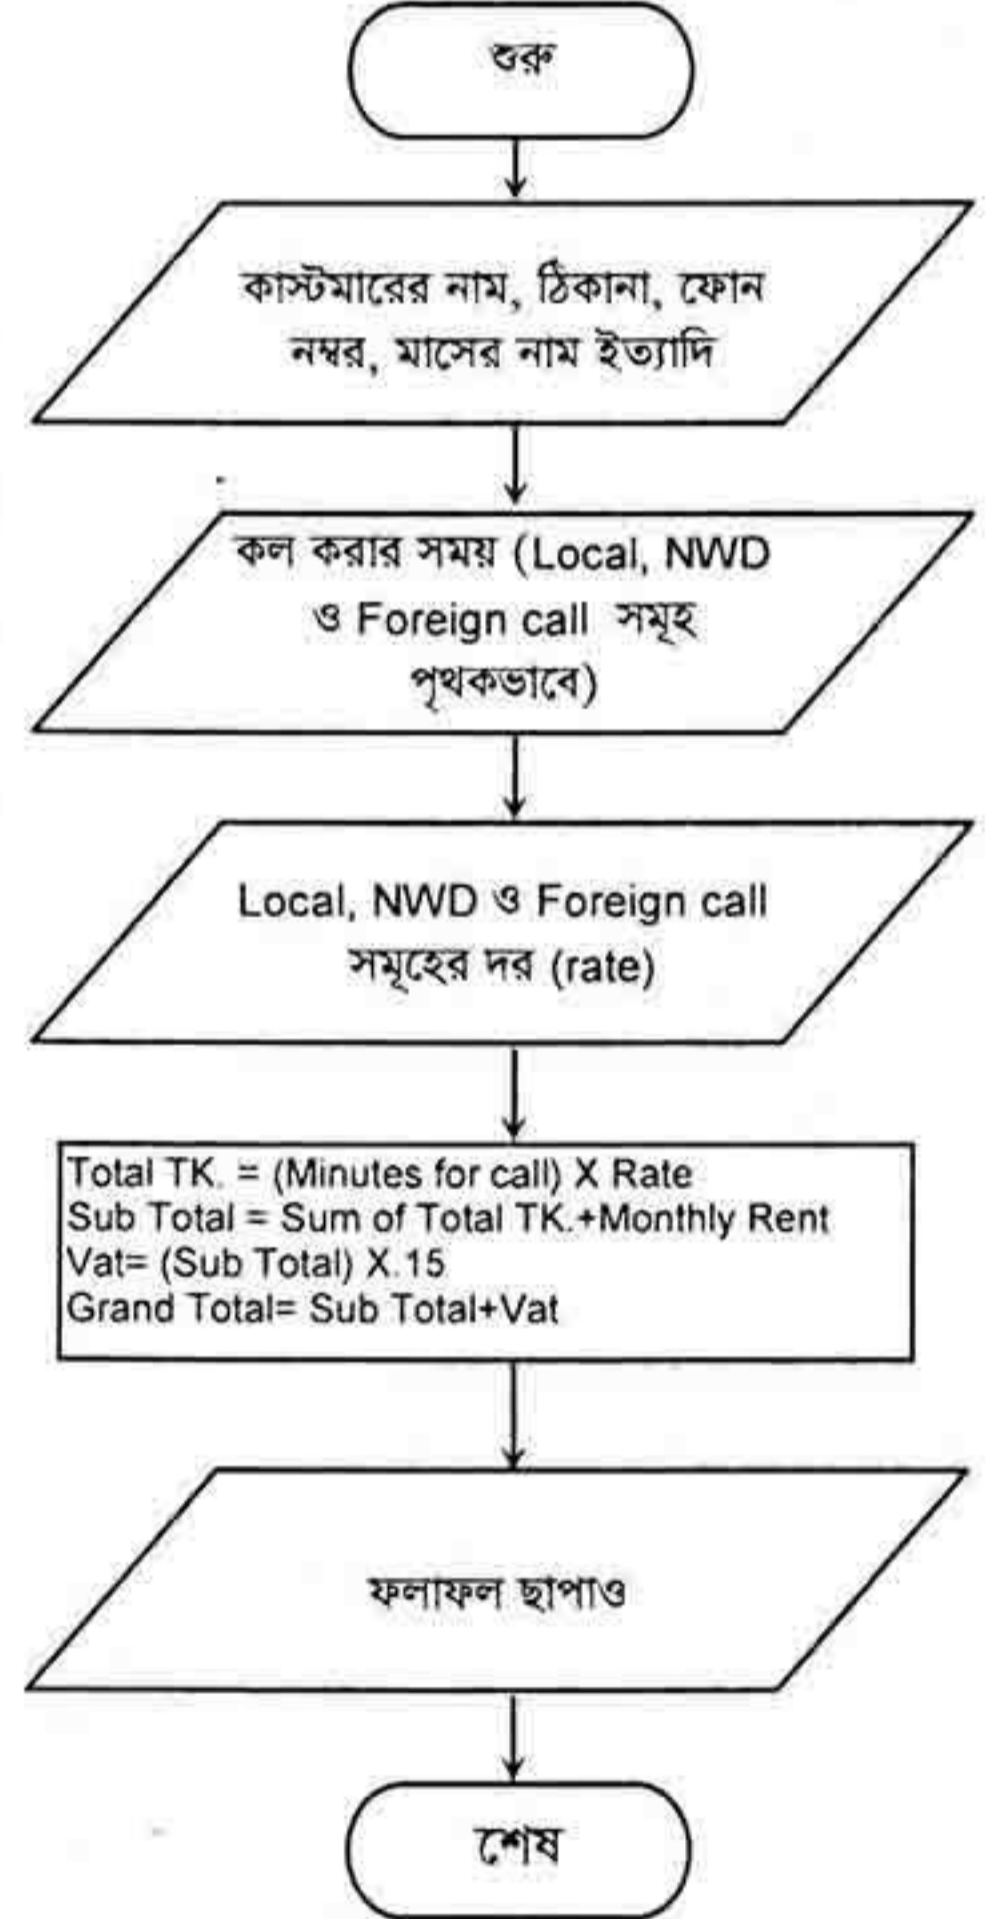 শুরু
কাস্টমারের নাম, ঠিকানা, ফোন
নম্বর, মাসের নাম ইত্যাদি
কল করার সময় (Local, NWD
ও Foreign call সমূহ
পৃথকভাবে)
Local, NWD ও Foreign call
সমূহের দর (rate)
Total TK. = (Minutes for call) X Rate
Sub Total = Sum of Total TK.+Monthly Rent
Vat= (Sub Total) X.15
Grand Total= Sub Total+Vat
ফলাফল ছাপাও
শেষ